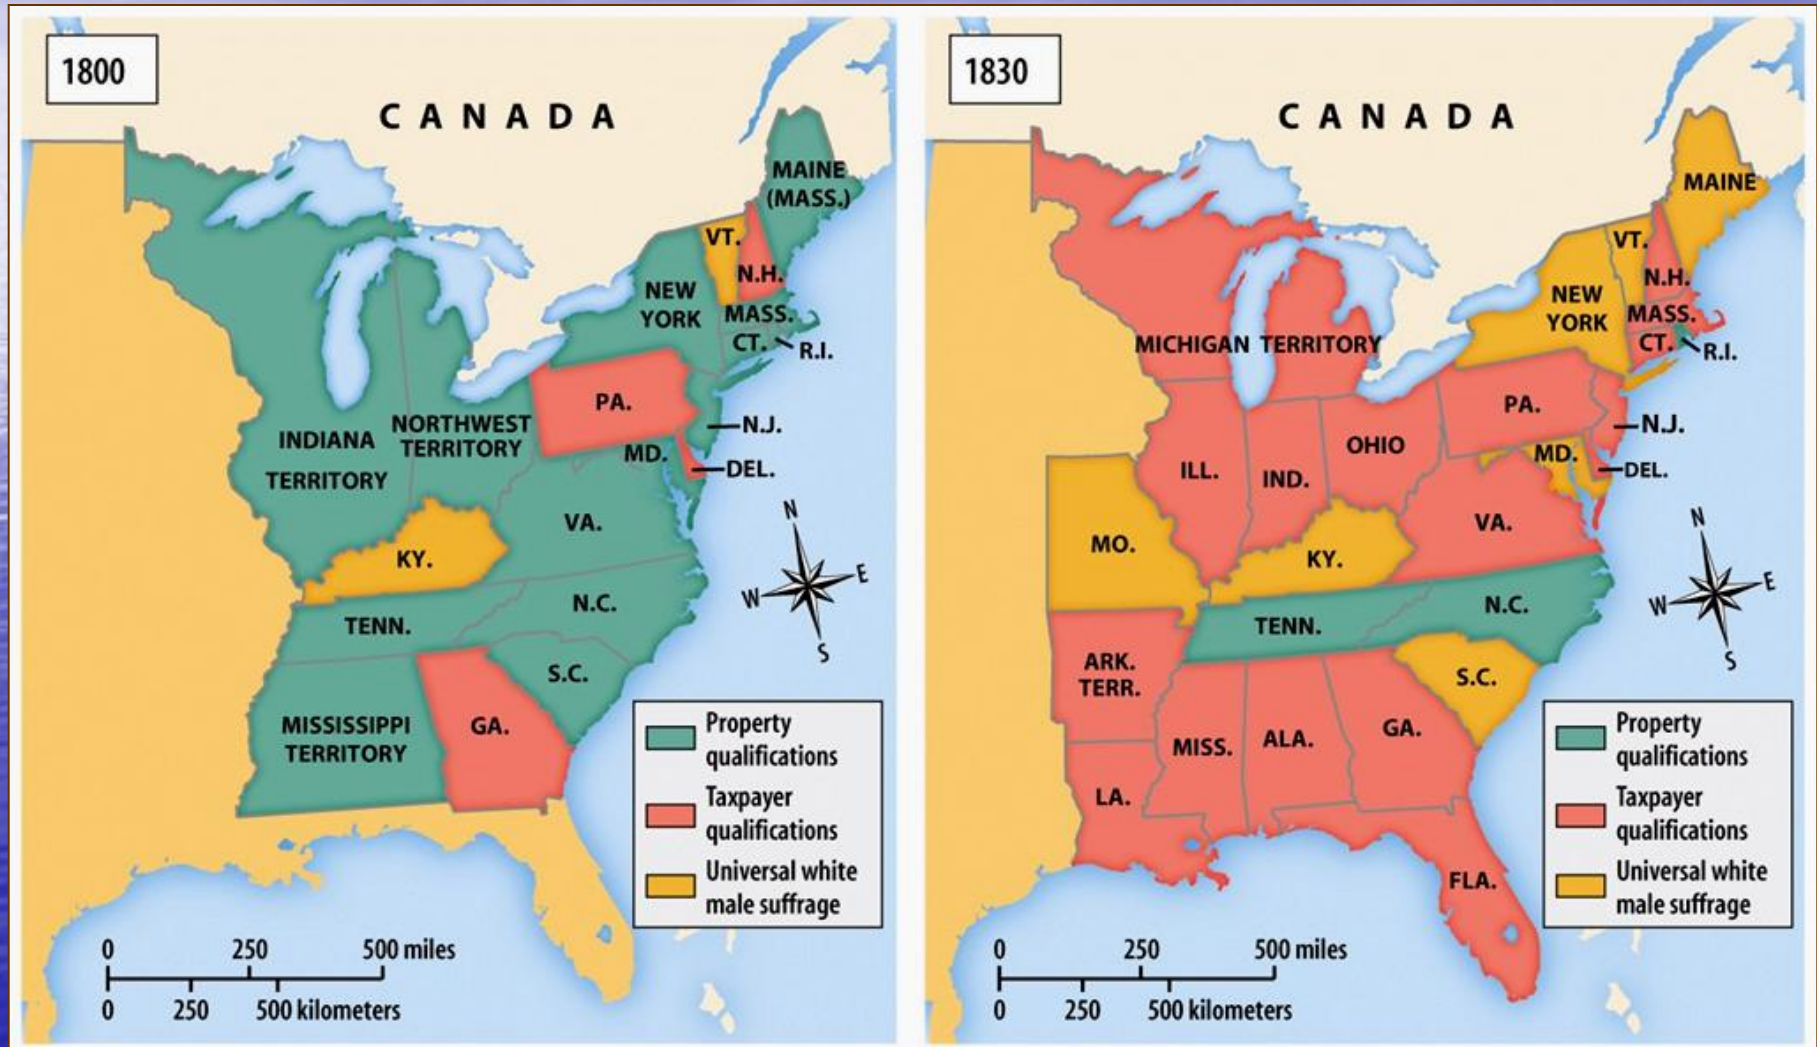 1800
CANADA
MAINE
(MASS.)
VT.
N.H.
NEW
YORK
MASS.
CT.
R.I.
PA.
N.J.
INDIANA
TERRITORY
NORTHWEST
TERRITORY
MD.
DEL.
VA.
KY.
N.C.
TENN.
S.C.
MISSISSIPPI
TERRITORY
GA.
N
E
W
S
Property
qualifications
Taxpayer
qualifications
Universal white
male suffrage
0 250 500 miles
0 250 500 kilometers
1830
CANADA
MAINE
VT.
N.H.
NEW
YORK
MASS.
CT.
R.I.
MICHIGAN TERRITORY
PA.
N.J.
OHIO
MD.
DEL.
ILL.
IND.
VA.
MO.
KY.
N.C.
TENN.
ARK.
TERR.
S.C.
MISS.
ALA.
GA.
LA.
FLA.
N
E
W
S
Property
qualifications
Taxpayer
qualifications
Universal white
male suffrage
0 250 500 miles
0 250 500 kilometers